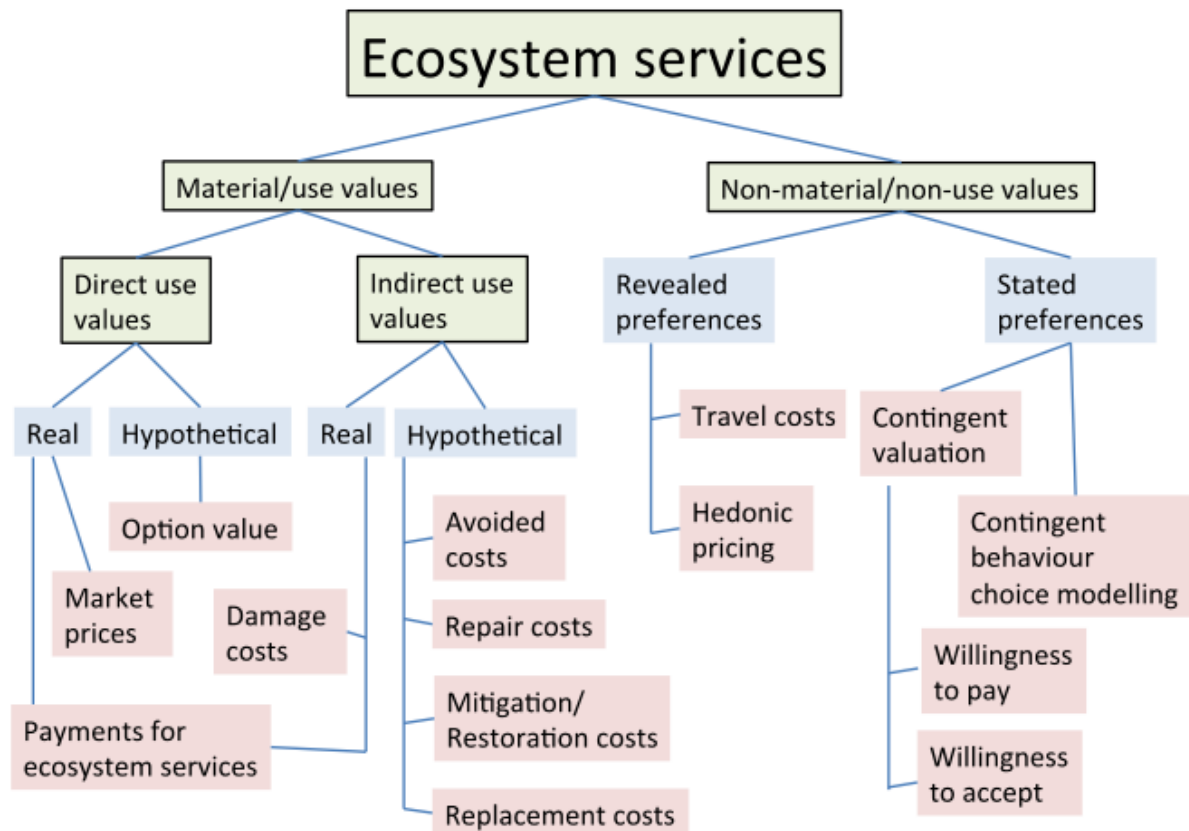 Ecosystem services
Material/use values
Non-material/non-use values
Direct use
values
Indirect use
values
Revealed
preferences
Stated
preferences
Real
Hypothetical
Real
Hypothetical
Travel costs
Contingent
valuation
Option value
Avoided
costs
Hedonic
pricing
Contingent
behaviour
choice modelling
Market
prices
Damage
costs
Repair costs
Willingness
to pay
Payments for
ecosystem services
Mitigation/
Restoration costs
Willingness
to accept
Replacement costs